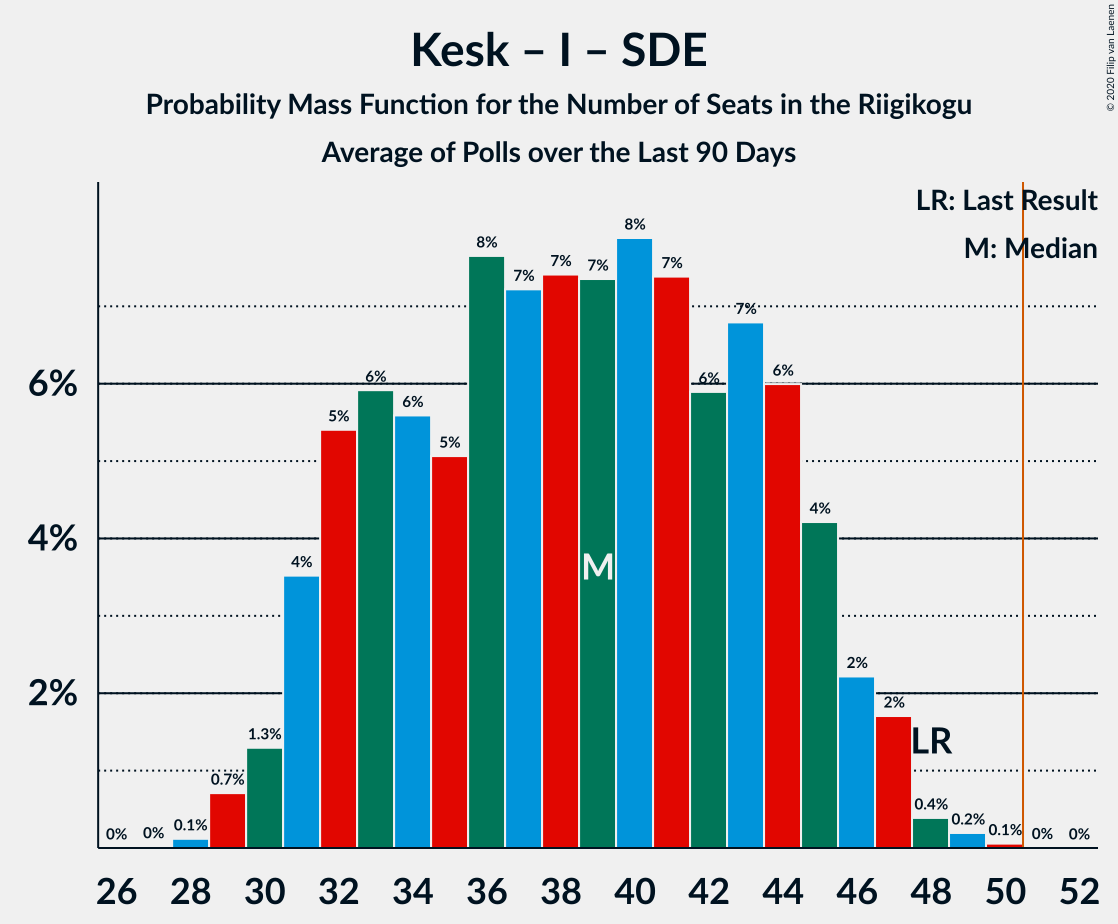 Kesk – I – SDE
Probability Mass Function for the Number of Seats in the Riigikogu
Average of Polls over the Last 90 Days
© 2020 Filip van Laenen
LR: Last Result
M: Median
6%
4%
2%
0% 0% 0.1% 0.7% 1.3% 4% 5% 6% 6% 5% 8% 7% 7% 7% 8% 7% 6% 7% 6% 4% 2% 2% 0.4% 0.2% 0.1% 0% 0%
M
LR
26 28 30 32 34 36 38 40 42 44 46 48 50 52